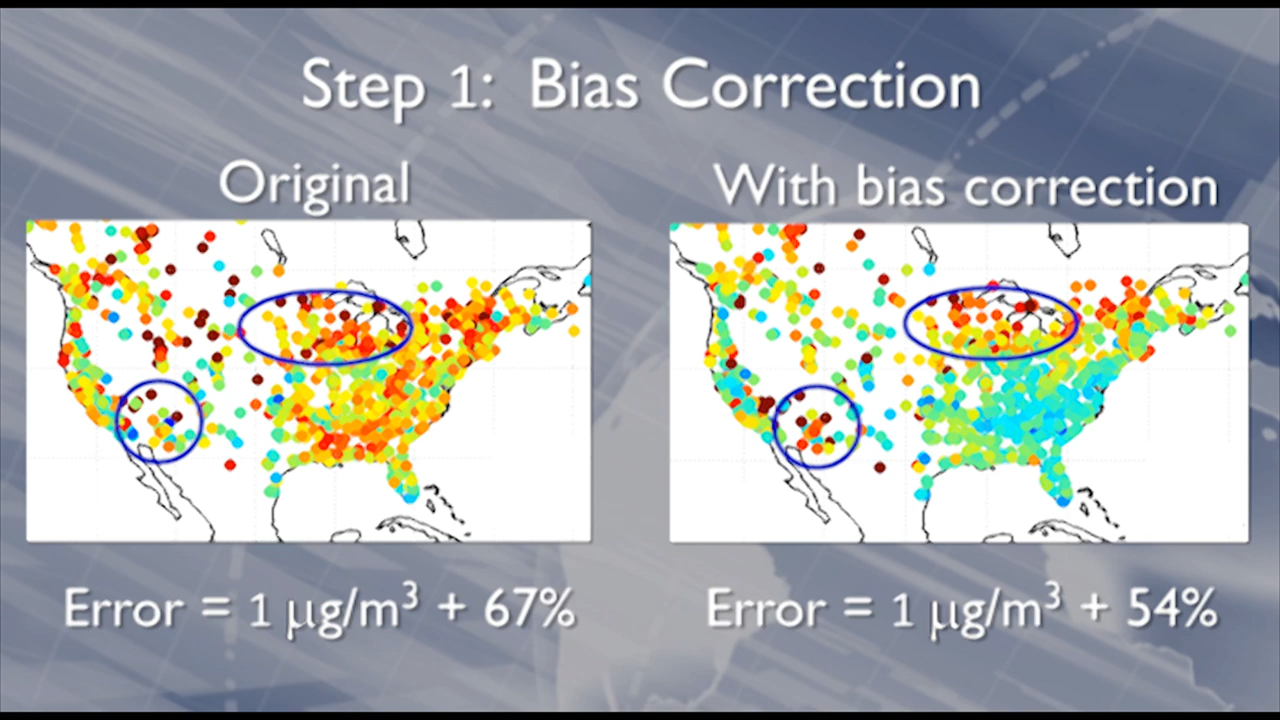 Step 1: Bias Correction
Original
With bias correction
Error = 1 μg/m³ + 67%
Error = 1 μg/m³ + 54%